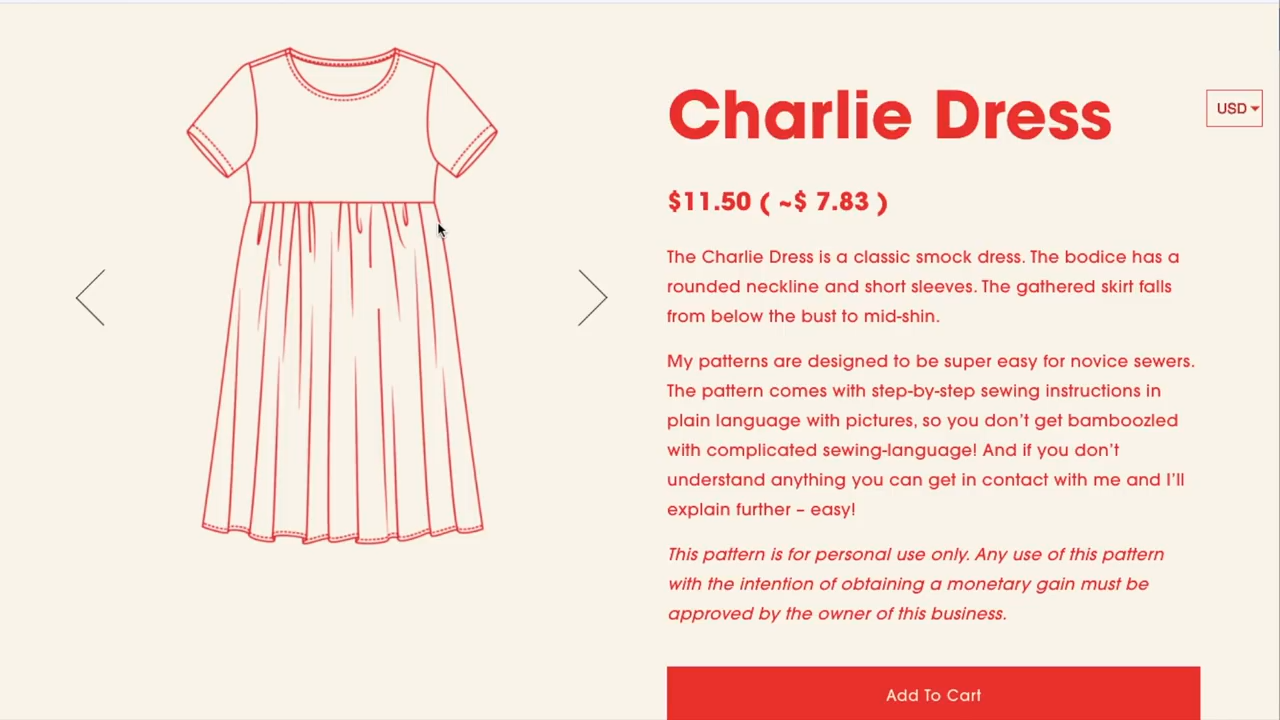 Charlie Dress
USD
$11.50 ( ~$ 7.83 )
The Charlie Dress is a classic smock dress. The bodice has a
rounded neckline and short sleeves. The gathered skirt falls
from below the bust to mid-shin.
My patterns are designed to be super easy for novice sewers.
The pattern comes with step-by-step sewing instructions in
plain language with pictures, so you don’t get bamboozled
with complicated sewing-language! And if you don’t
understand anything you can get in contact with me and I’ll
explain further – easy!
This pattern is for personal use only. Any use of this pattern
with the intention of obtaining a monetary gain must be
approved by the owner of this business.
Add To Cart